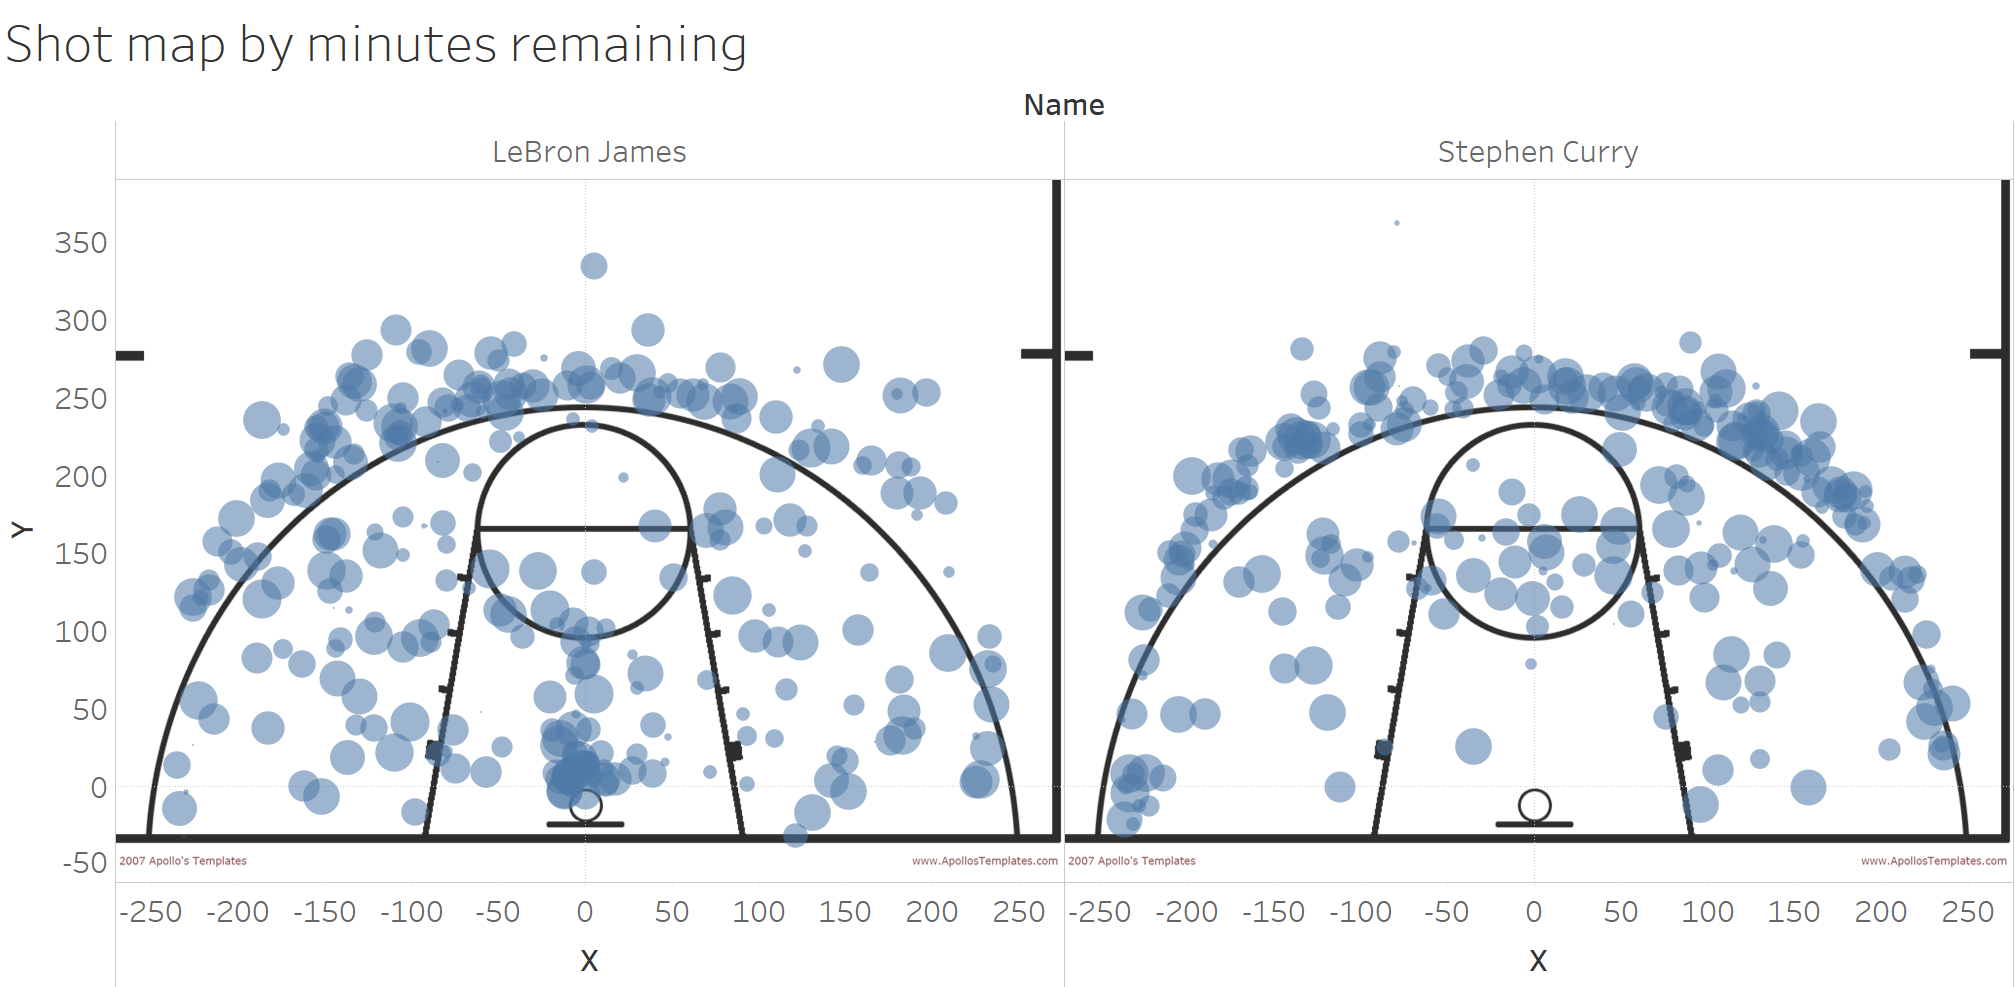 Shot map by minutes remaining
Name
LeBron James
Stephen Curry
Y
350
300
250
200
150
100
50
0
-50
2007 Apollo's Templates
www.ApollosTemplates.com
2007 Apollo's Templates
www.ApollosTemplates.com
-250 -200 -150 -100 -50 0 50 100 150 200 250
-250 -200 -150 -100 -50 0 50 100 150 200 250
X
X